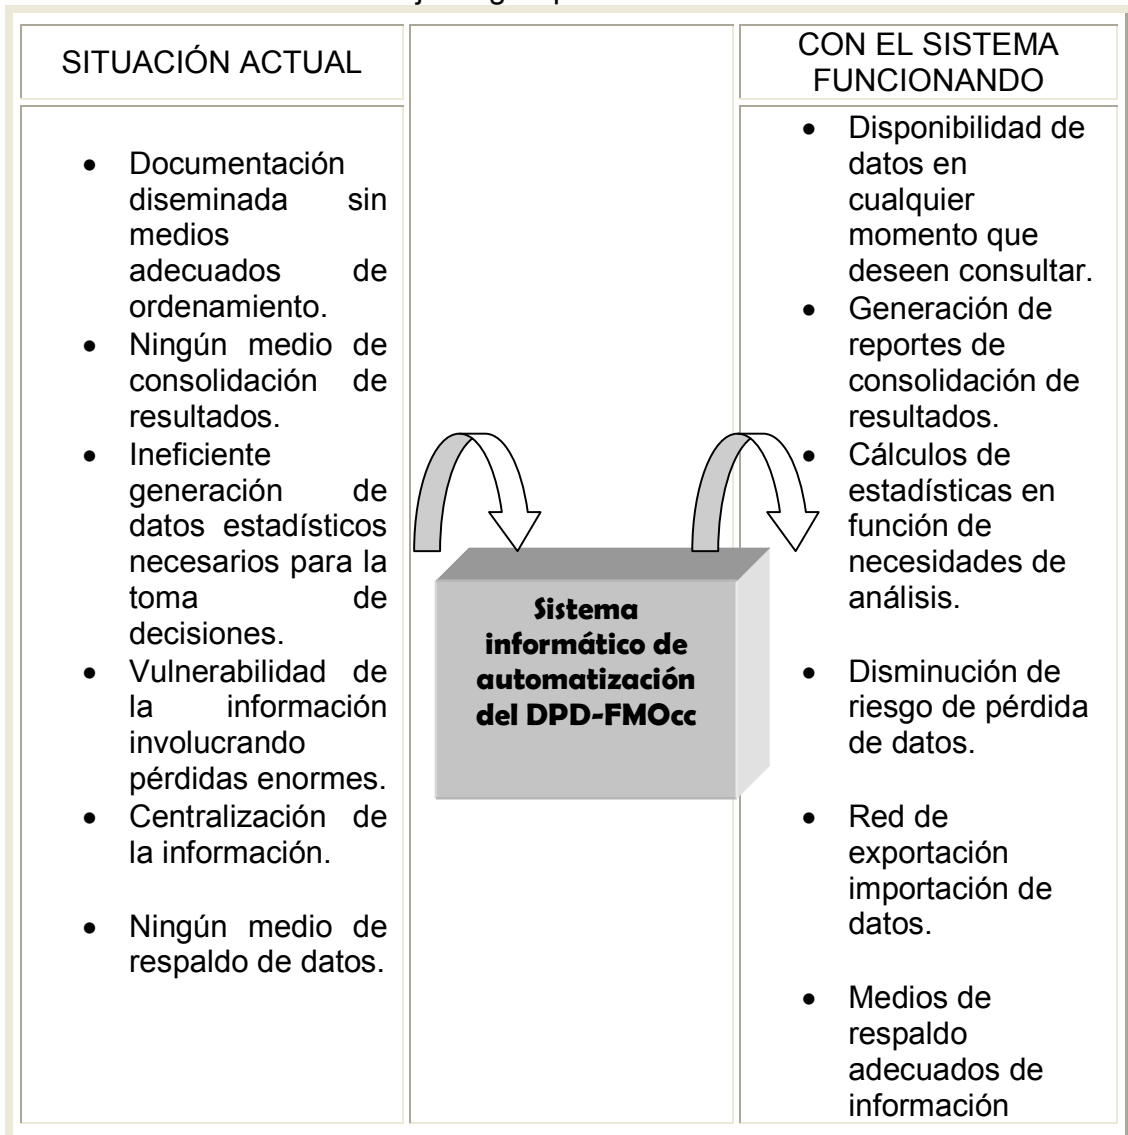 SITUACIÓN ACTUAL
• Documentación
diseminada sin
medios
adecuados de
ordenamiento.
• Ningún medio de
consolidación de
resultados.
• Ineficiente
generación de
datos estadísticos
necesarios para la
toma de
decisiones.
• Vulnerabilidad de
la información
involucrando
pérdidas enormes.
• Centralización de
la información.
• Ningún medio de
respaldo de datos.
Sistema
informático de
automatización
del DPD-FMOcc
CON EL SISTEMA
FUNCIONANDO
• Disponibilidad de
datos en
cualquier
momento que
deseen consultar.
• Generación de
reportes de
consolidación de
resultados.
• Cálculos de
estadísticas en
función de
necesidades de
análisis.
• Disminución de
riesgo de pérdida
de datos.
• Red de
exportación
importación de
datos.
• Medios de
respaldo
adecuados de
información